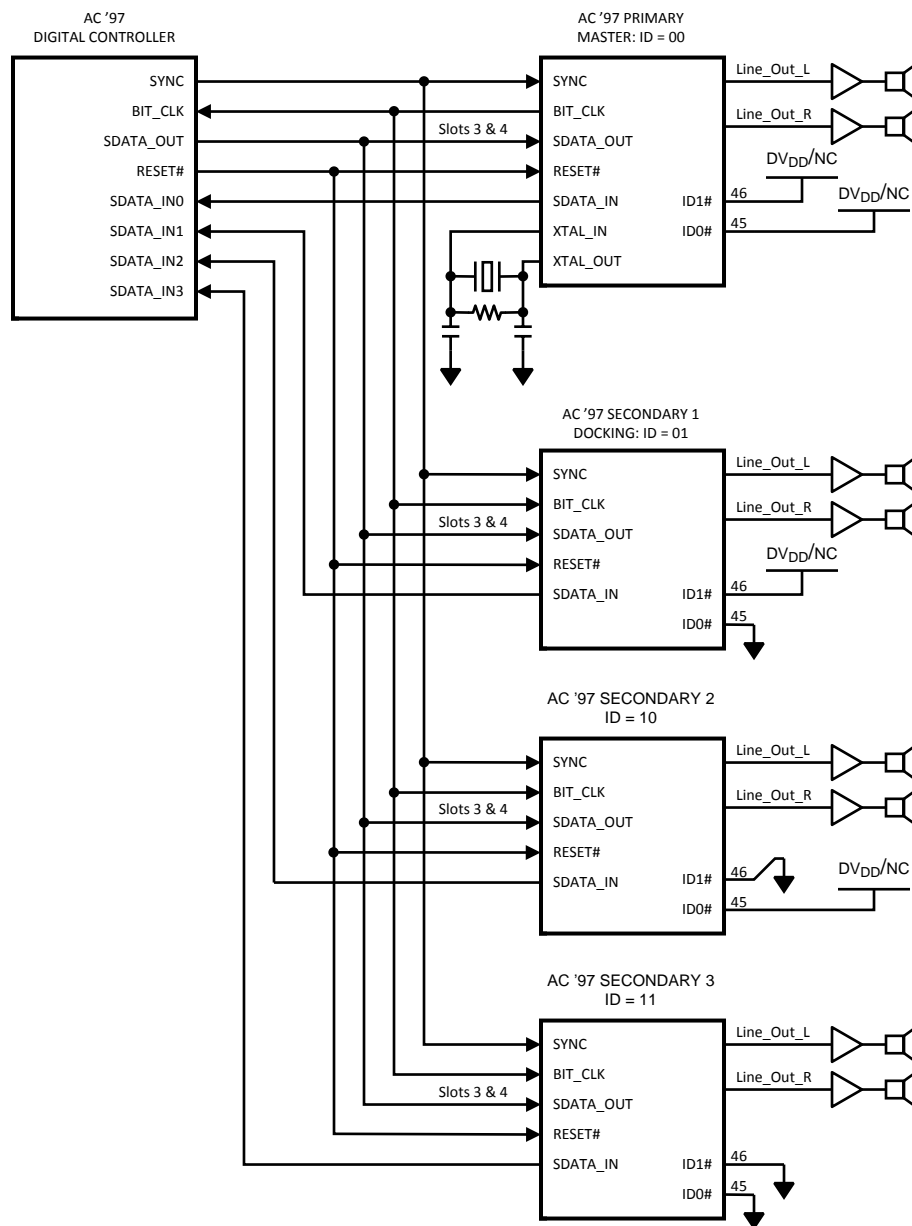 AC '97
DIGITAL CONTROLLER
SYNC
BIT_CLK
SDATA_OUT
RESET#
SDATA_IN0
SDATA_IN1
SDATA_IN2
SDATA_IN3
AC '97 PRIMARY
MASTER: ID = 00
Slots 3 & 4
SYNC
BIT_CLK
SDATA_OUT
RESET#
SDATA_IN
XTAL_IN
XTAL_OUT
ID1#
ID0#
46
45
Line_Out_L
Line_Out_R
DVDD/NC
DVDD/NC
AC '97 SECONDARY 1
DOCKING: ID = 01
Slots 3 & 4
SYNC
BIT_CLK
SDATA_OUT
RESET#
SDATA_IN
ID1#
ID0#
46
45
Line_Out_L
Line_Out_R
DVDD/NC
AC '97 SECONDARY 2
ID = 10
Slots 3 & 4
SYNC
BIT_CLK
SDATA_OUT
RESET#
SDATA_IN
ID1#
ID0#
46
45
Line_Out_L
Line_Out_R
DVDD/NC
AC '97 SECONDARY 3
ID = 11
Slots 3 & 4
SYNC
BIT_CLK
SDATA_OUT
RESET#
SDATA_IN
ID1#
ID0#
46
45
Line_Out_L
Line_Out_R